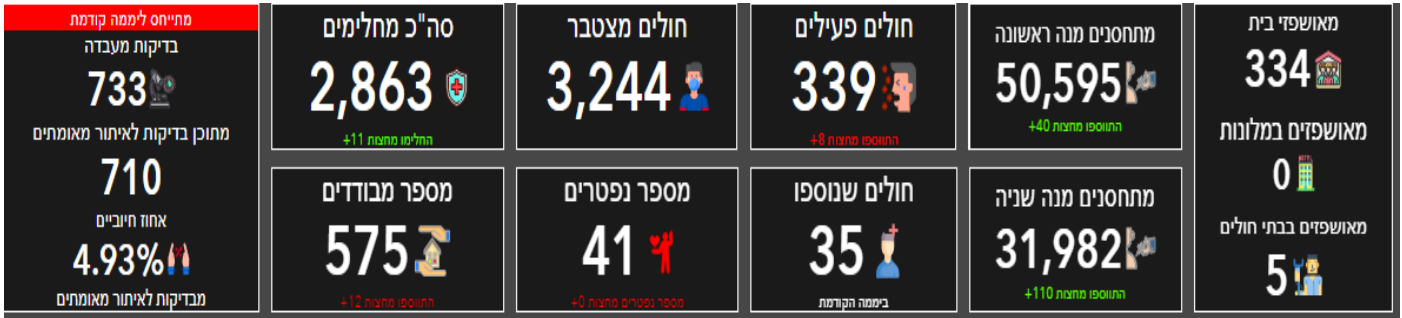 מאושפזי בית
334
מאושפזים במלונות
0
מאושפזים בבתי חולים
5
מתחסנים מנה ראשונה
50,595
התווספו מחצות 40+
מתחסנים מנה שניה
31,982
התווספו מחצות 110+
חולים פעילים
339
התווספו מחצות 8+
חולים שנוספו
35
ביממה הקודמת
חולים מצטבר
3,244
מספר נפטרים
41
מספר נפטרים מחצות 0+
סה"כ מחלימים
2,863
החלימו מחצות 11+
מספר מבודדים
575
התווספו מחצות 12+
מתייחס ליממה קודמת
בדיקות מעבדה
733
מתוכן בדיקות לאיתור מאומתים
710
אחוז חיוביים
4.93%
מבדיקות לאיתור מאומתים